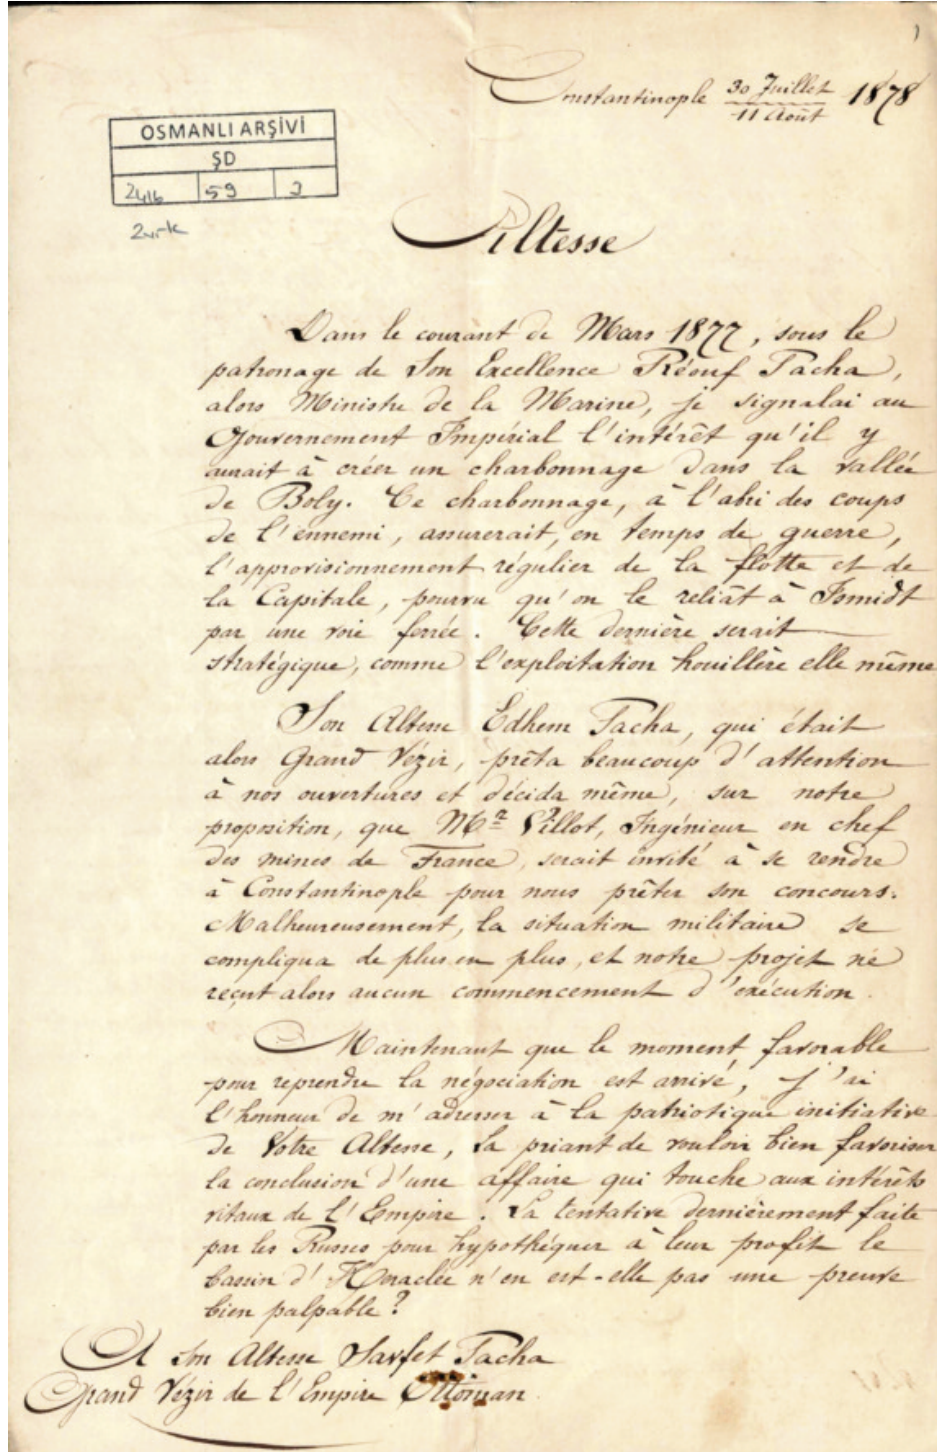 Constantinople 30 Juillet 1878
11 Août
OSMANLI ARŞİVİ
ŞD
2416 59 2
2vrk
Altesse
Dans le courant de Mars 1877, sous le
patronage de Son Excellence Réouf Pacha,
alors Ministre de la Marine, je signalai au
Gouvernement Impérial l'intérêt qu'il y
aurait à créer un charbonnage dans la vallée
de Boly. Ce charbonnage, à l'abri des coups
de l'ennemi, assurerait, en temps de guerre,
l'approvisionnement régulier de la flotte et de
la Capitale, pourvu qu'on le reliât à Ismidt
par une voie ferrée. Cette dernière serait
stratégique, comme l'exploitation houillère elle même
Son Altesse Edhem Pacha, qui était
alors Grand Vézir, prêta beaucoup d'attention
à nos ouvertures et décida même, sur notre
proposition, que Mr Villot, Ingénieur en chef
des mines de France, serait invité à se rendre
à Constantinople pour nous prêter son concours.
Malheureusement, la situation militaire se
compliqua de plus en plus, et notre projet ne
reçut alors aucun commencement d'exécution.
Maintenant que le moment favorable
pour reprendre la négociation est arrivé, j'ai
l'honneur de m'adresser à la patriotique initiative
de Votre Altesse, la priant de vouloir bien favoriser
la conclusion d'une affaire qui touche aux intérêts
vitaux de l'Empire. La tentative dernièrement faite
par les Russes pour hypothéquer à leur profit le
bassin d'Héraclée n'en est-elle pas une preuve
bien palpable?
A Son Altesse Savfet Pacha
Grand Vézir de l'Empire Ottoman.